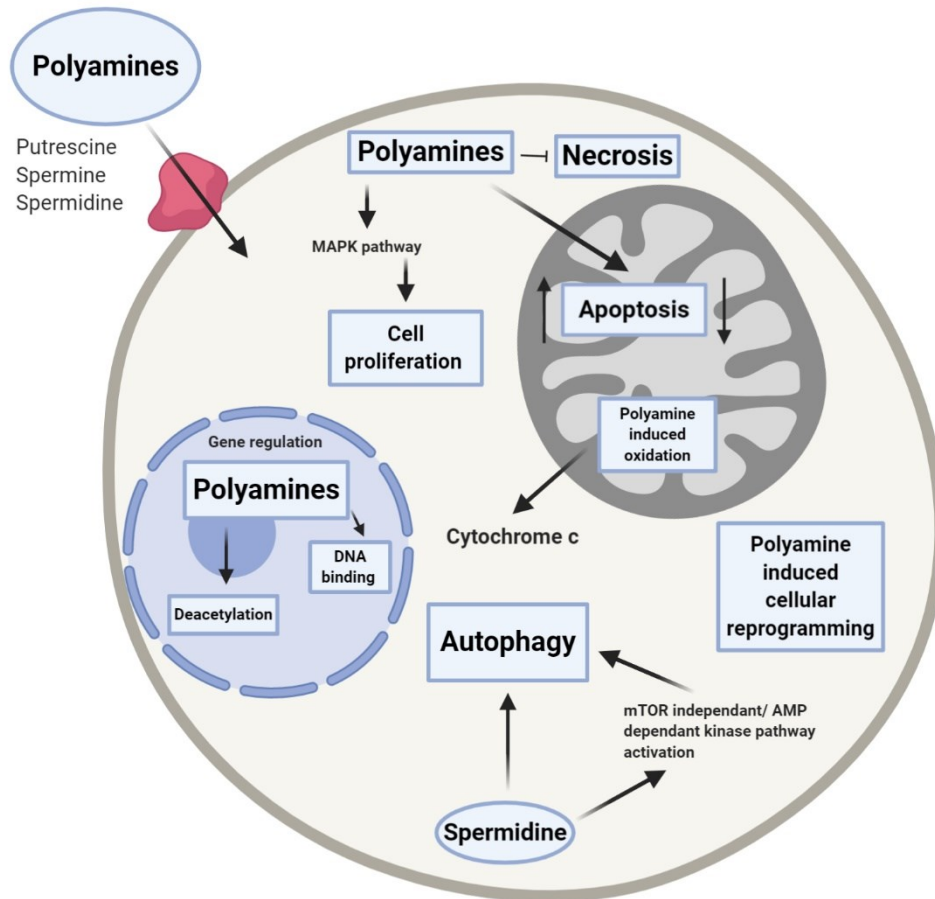 Polyamines
Putrescine
Spermine
Spermidine
Polyamines
Necrosis
MAPK pathway
Cell
proliferation
Apoptosis
Polyamine
induced
oxidation
Cytochrome c
Gene regulation
Polyamines
DNA
binding
Deacetylation
Polyamine
induced
cellular
reprogramming
Autophagy
mTOR independant/ AMP
dependant kinase pathway
activation
Spermidine